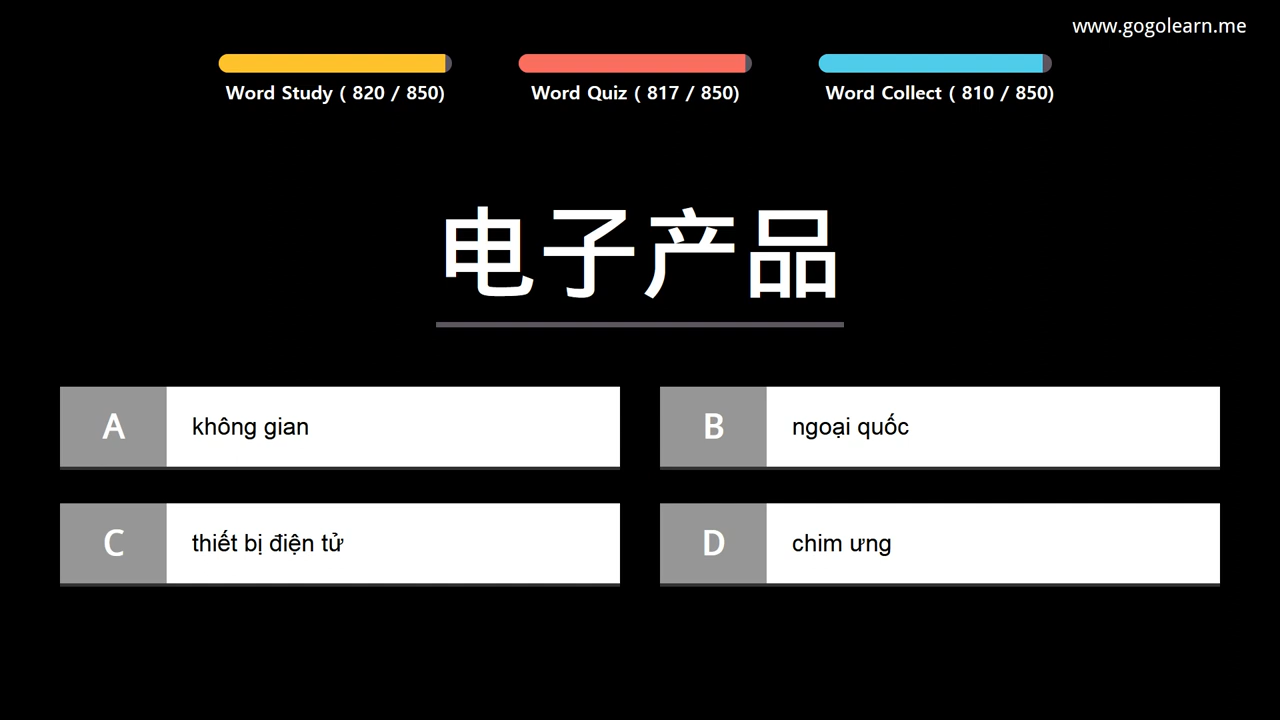 www.gogolearn.me
Word Study ( 820 / 850)
Word Quiz ( 817 / 850)
Word Collect ( 810 / 850)
电子产品
A
không gian
B
ngoại quốc
C
thiết bị điện tử
D
chim ưng